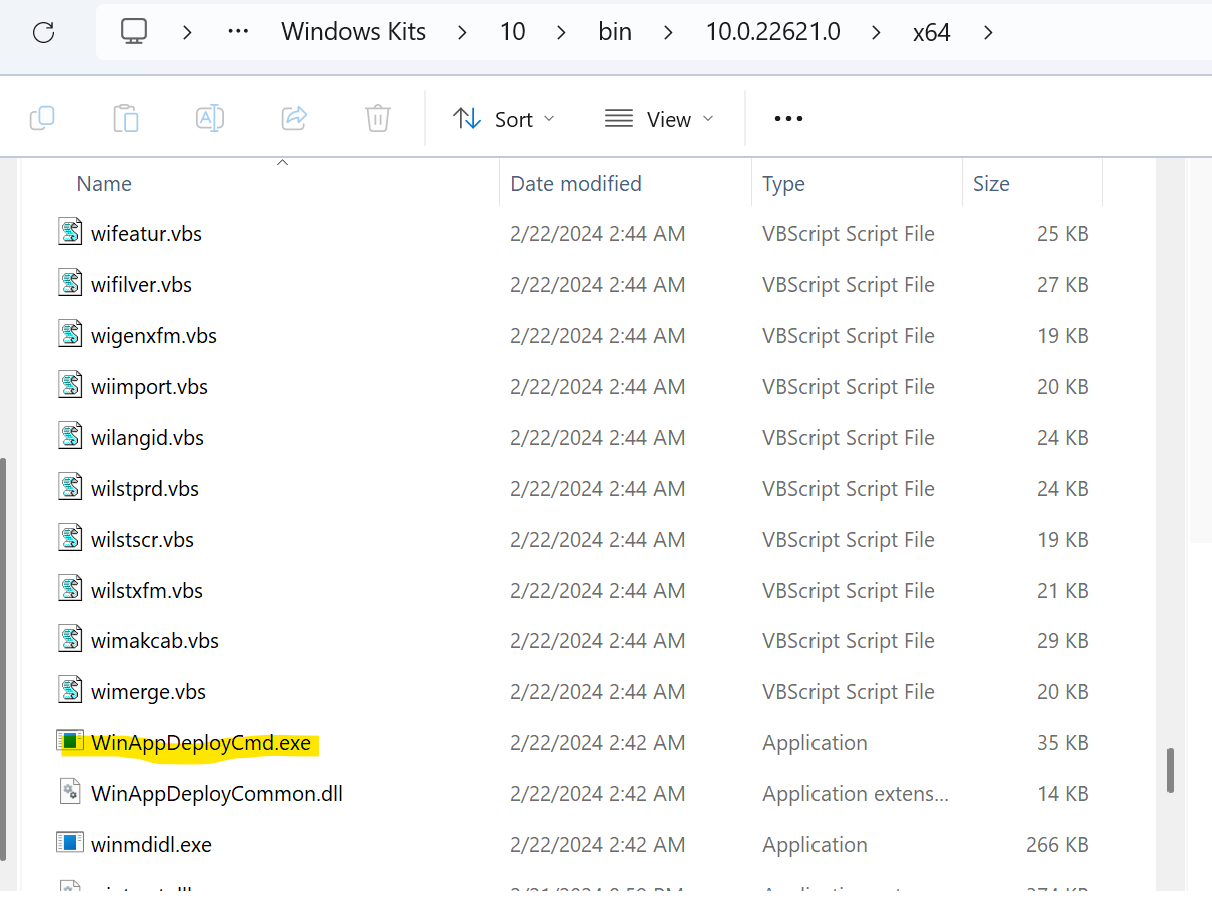 Windows Kits 10 bin 10.0.22621.0 x64
Sort View
Name Date modified Type Size
wifeatur.vbs 2/22/2024 2:44 AM VBScript Script File 25 KB
wifilver.vbs 2/22/2024 2:44 AM VBScript Script File 27 KB
wigenxfm.vbs 2/22/2024 2:44 AM VBScript Script File 19 KB
wiimport.vbs 2/22/2024 2:44 AM VBScript Script File 20 KB
wilangid.vbs 2/22/2024 2:44 AM VBScript Script File 24 KB
wilstprd.vbs 2/22/2024 2:44 AM VBScript Script File 24 KB
wilstscr.vbs 2/22/2024 2:44 AM VBScript Script File 19 KB
wilstxfm.vbs 2/22/2024 2:44 AM VBScript Script File 21 KB
wimakcab.vbs 2/22/2024 2:44 AM VBScript Script File 29 KB
wimerge.vbs 2/22/2024 2:44 AM VBScript Script File 20 KB
WinAppDeployCmd.exe 2/22/2024 2:42 AM Application 35 KB
WinAppDeployCommon.dll 2/22/2024 2:42 AM Application extens... 14 KB
winmdidl.exe 2/22/2024 2:42 AM Application 266 KB